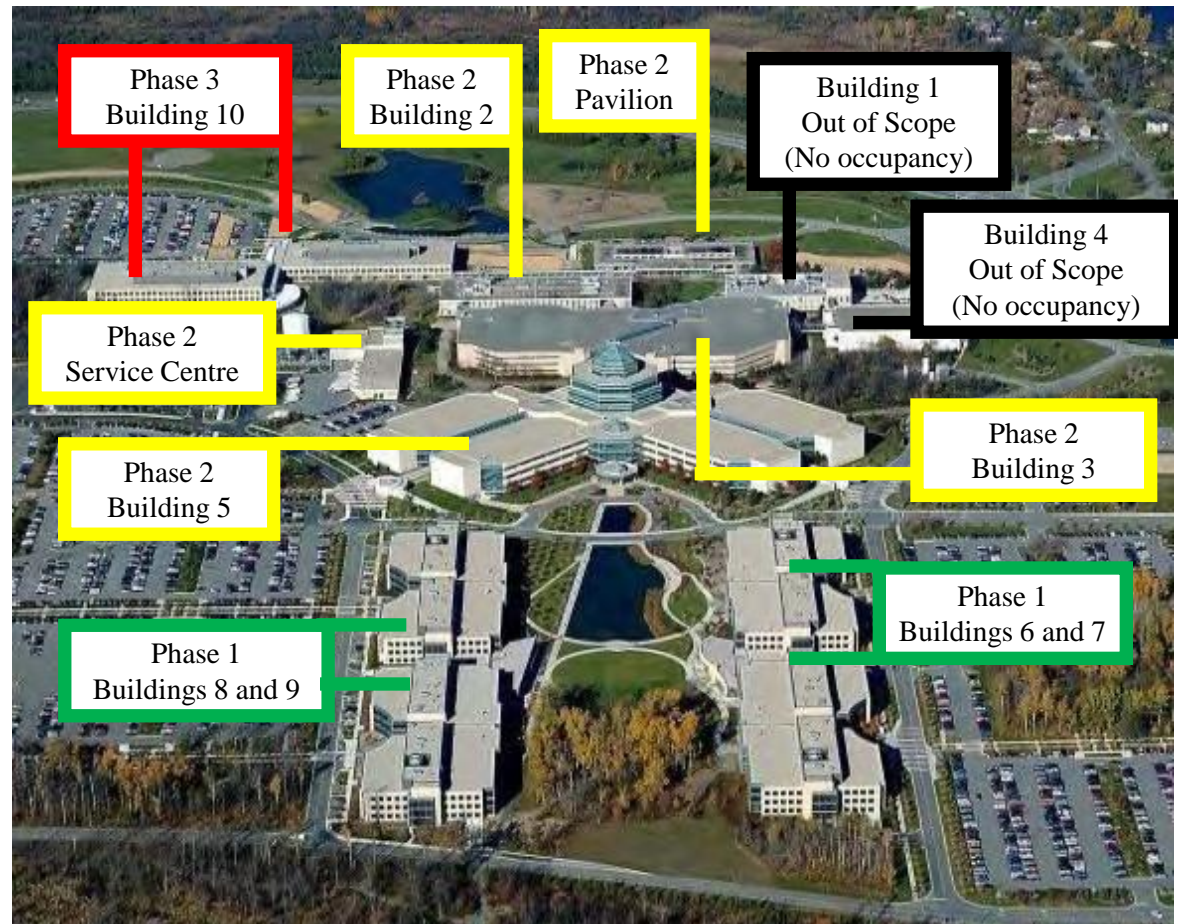 Phase 3
Building 10
Phase 2
Building 2
Phase 2
Pavilion
Building 1
Out of Scope
(No occupancy)
Building 4
Out of Scope
(No occupancy)
Phase 2
Service Centre
Phase 2
Building 5
Phase 2
Building 3
Phase 1
Buildings 6 and 7
Phase 1
Buildings 8 and 9